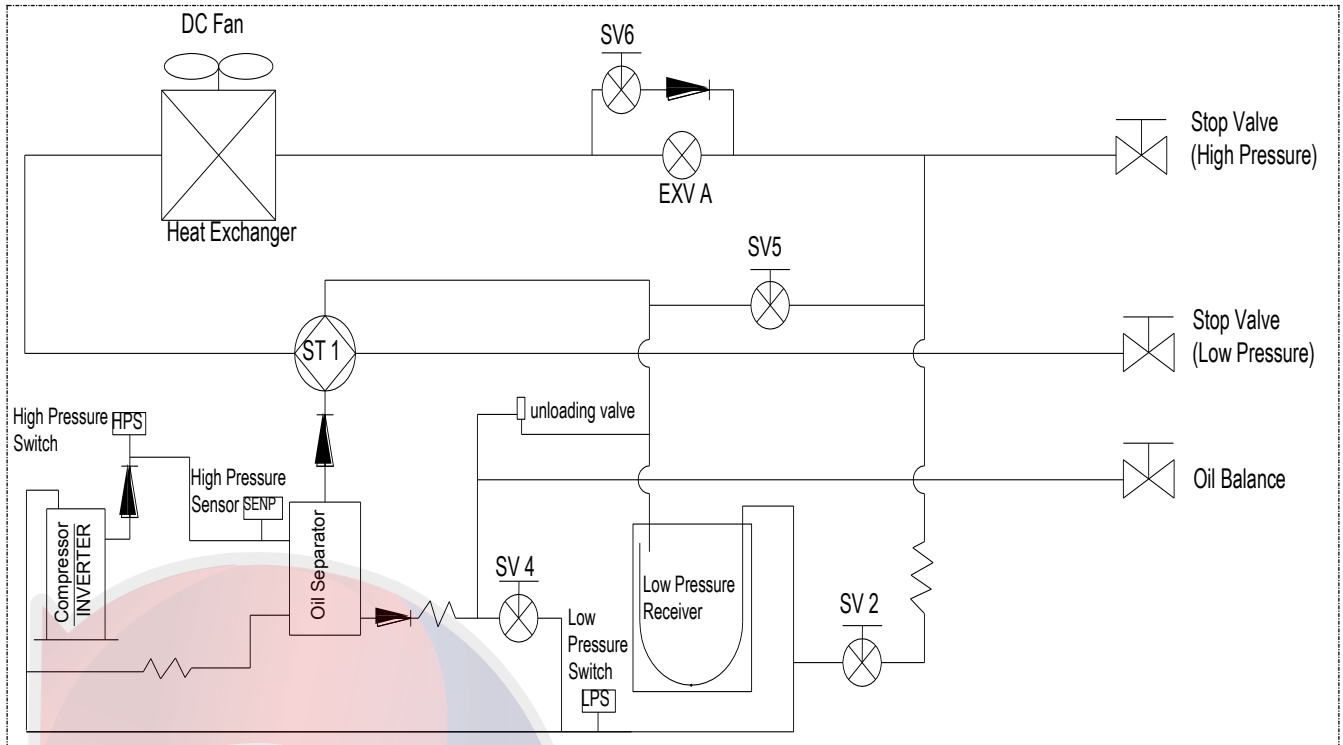 DC Fan
SV6
Stop Valve
(High Pressure)
EXV A
Heat Exchanger
SV5
Stop Valve
(Low Pressure)
ST 1
High Pressure
Switch
HPS
unloading valve
High Pressure
Sensor
SENP
Oil Balance
Compressor
INVERTER
Oil Separator
SV 4
Low
Pressure
Switch
LPS
Low Pressure
Receiver
SV 2